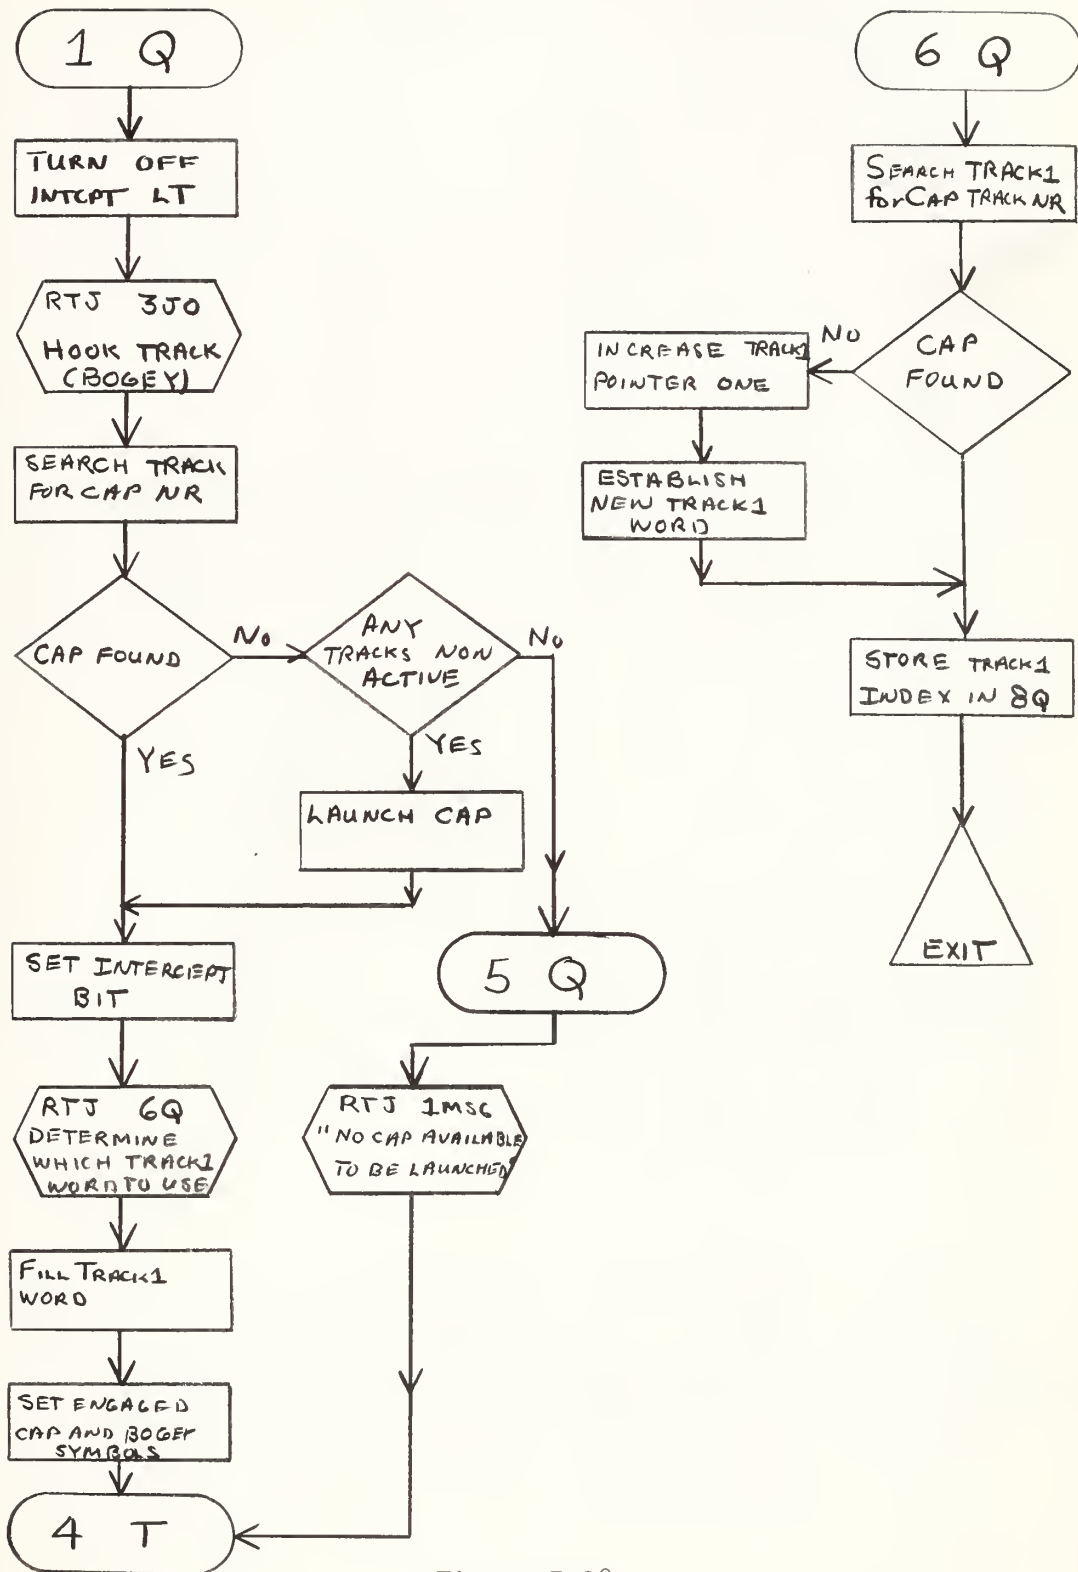 1 Q
TURN OFF
INTCPT LT
RTJ 3J0
HOOK TRACK
(BOGEY)
SEARCH TRACK
FOR CAP NR
CAP FOUND
No
YES
ANY
TRACKS NON
ACTIVE
No
YES
LAUNCH CAP
SET INTERCIEPT
BIT
5 Q
RTJ 6Q
DETERMINE
WHICH TRACK1
WORD TO USE
RTJ 1MSG
"NO CAP AVAILABLE
TO BE LAUNCHED"
FILL TRACK1
WORD
SET ENGAGED
CAP AND BOGEY
SYMBOLS
4 T
6 Q
SEARCH TRACK1
for CAP TRACK NR
CAP
FOUND
No
INCREASE TRACK1
POINTER ONE
ESTABLISH
NEW TRACK1
WORD
STORE TRACK1
INDEX IN 8Q
EXIT